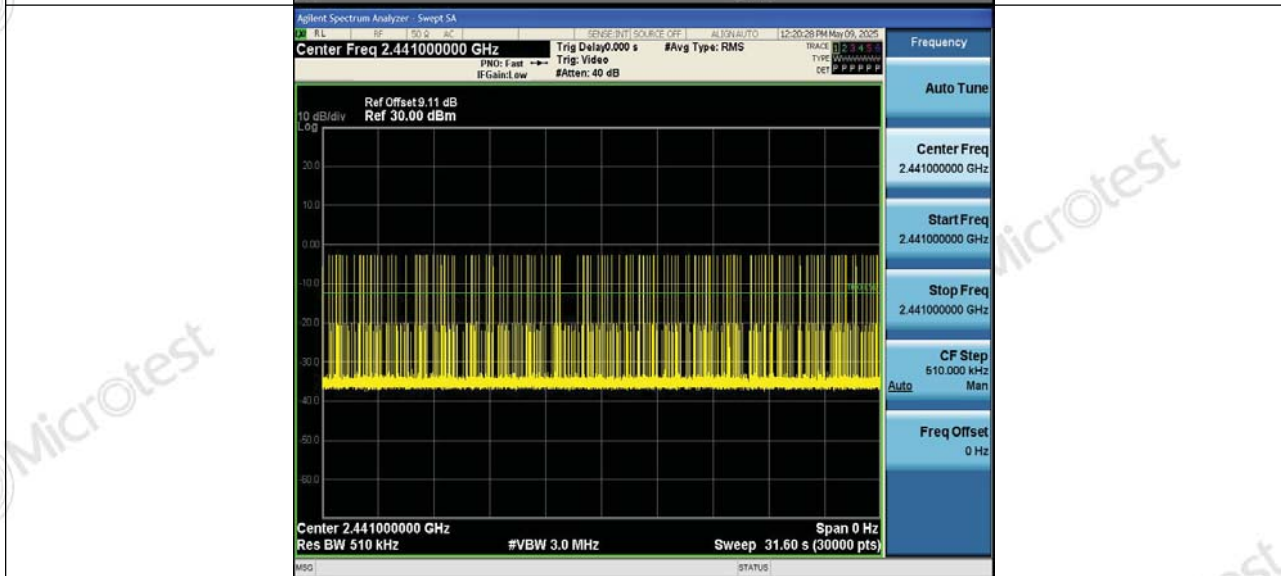 Agilent Spectrum Analyzer - Swept SA
RL RF 50 Ω AC SENSE:INT SOURCE OFF ALIGN AUTO 12:20:28 PM May 09, 2025
Center Freq 2.441000000 GHz
PNO: Fast
IFGain:Low
Trig Delay0.000 s
Trig: Video
#Atten: 40 dB
#Avg Type: RMS
TRACE 1 2 3 4 5 6
TYPE WWWWWW
DET P P P P P P
Ref Offset 9.11 dB
10 dB/div Ref 30.00 dBm
Log
20.0
10.0
0.00
-10.0
-20.0
-30.0
-40.0
-50.0
-60.0
Center 2.441000000 GHz
Span 0 Hz
Res BW 510 kHz
#VBW 3.0 MHz
Sweep 31.60 s (30000 pts)
MSG
STATUS
Frequency
Auto Tune
Center Freq
2.441000000 GHz
Start Freq
2.441000000 GHz
Stop Freq
2.441000000 GHz
CF Step
510.000 kHz
Auto Man
Freq Offset
0 Hz
Microtest
Microtest